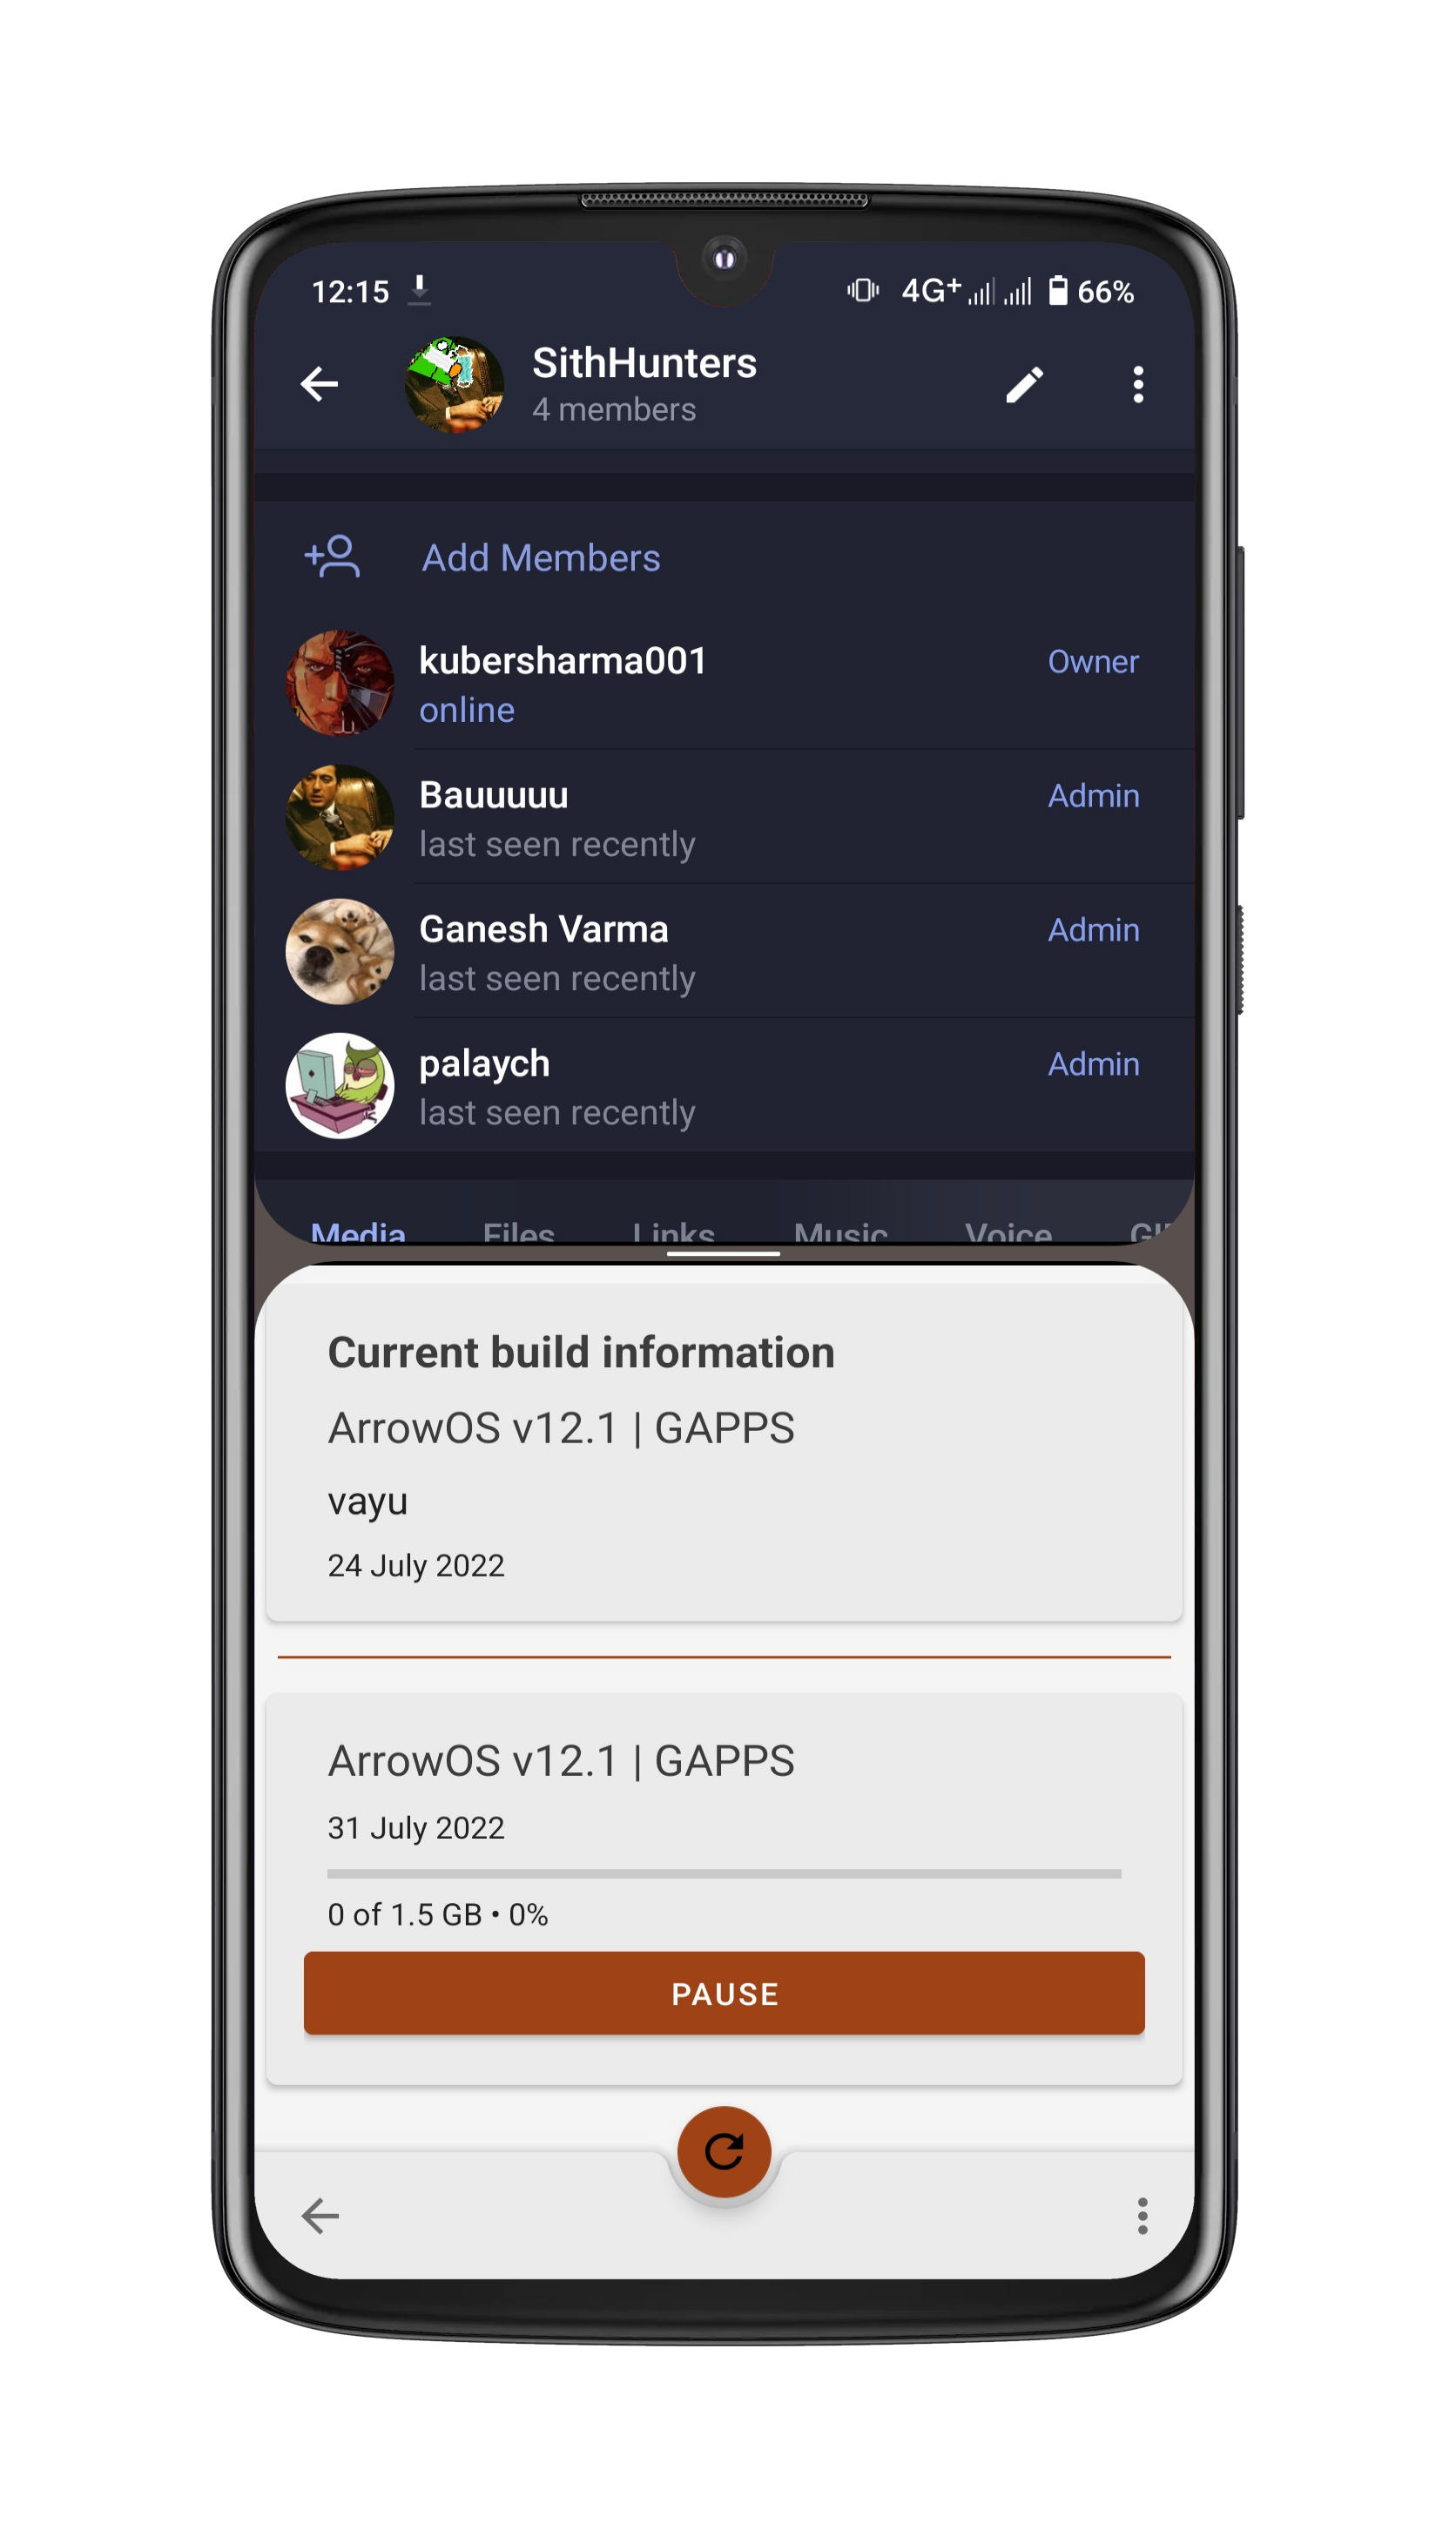 12:15
4G+ 66%
SithHunters
4 members
Add Members
kubersharma001 Owner
online
Bauuuuu Admin
last seen recently
Ganesh Varma Admin
last seen recently
palaych Admin
last seen recently
Media Files Links Music Voice
Current build information
ArrowOS v12.1 | GAPPS
vayu
24 July 2022
ArrowOS v12.1 | GAPPS
31 July 2022
0 of 1.5 GB • 0%
PAUSE